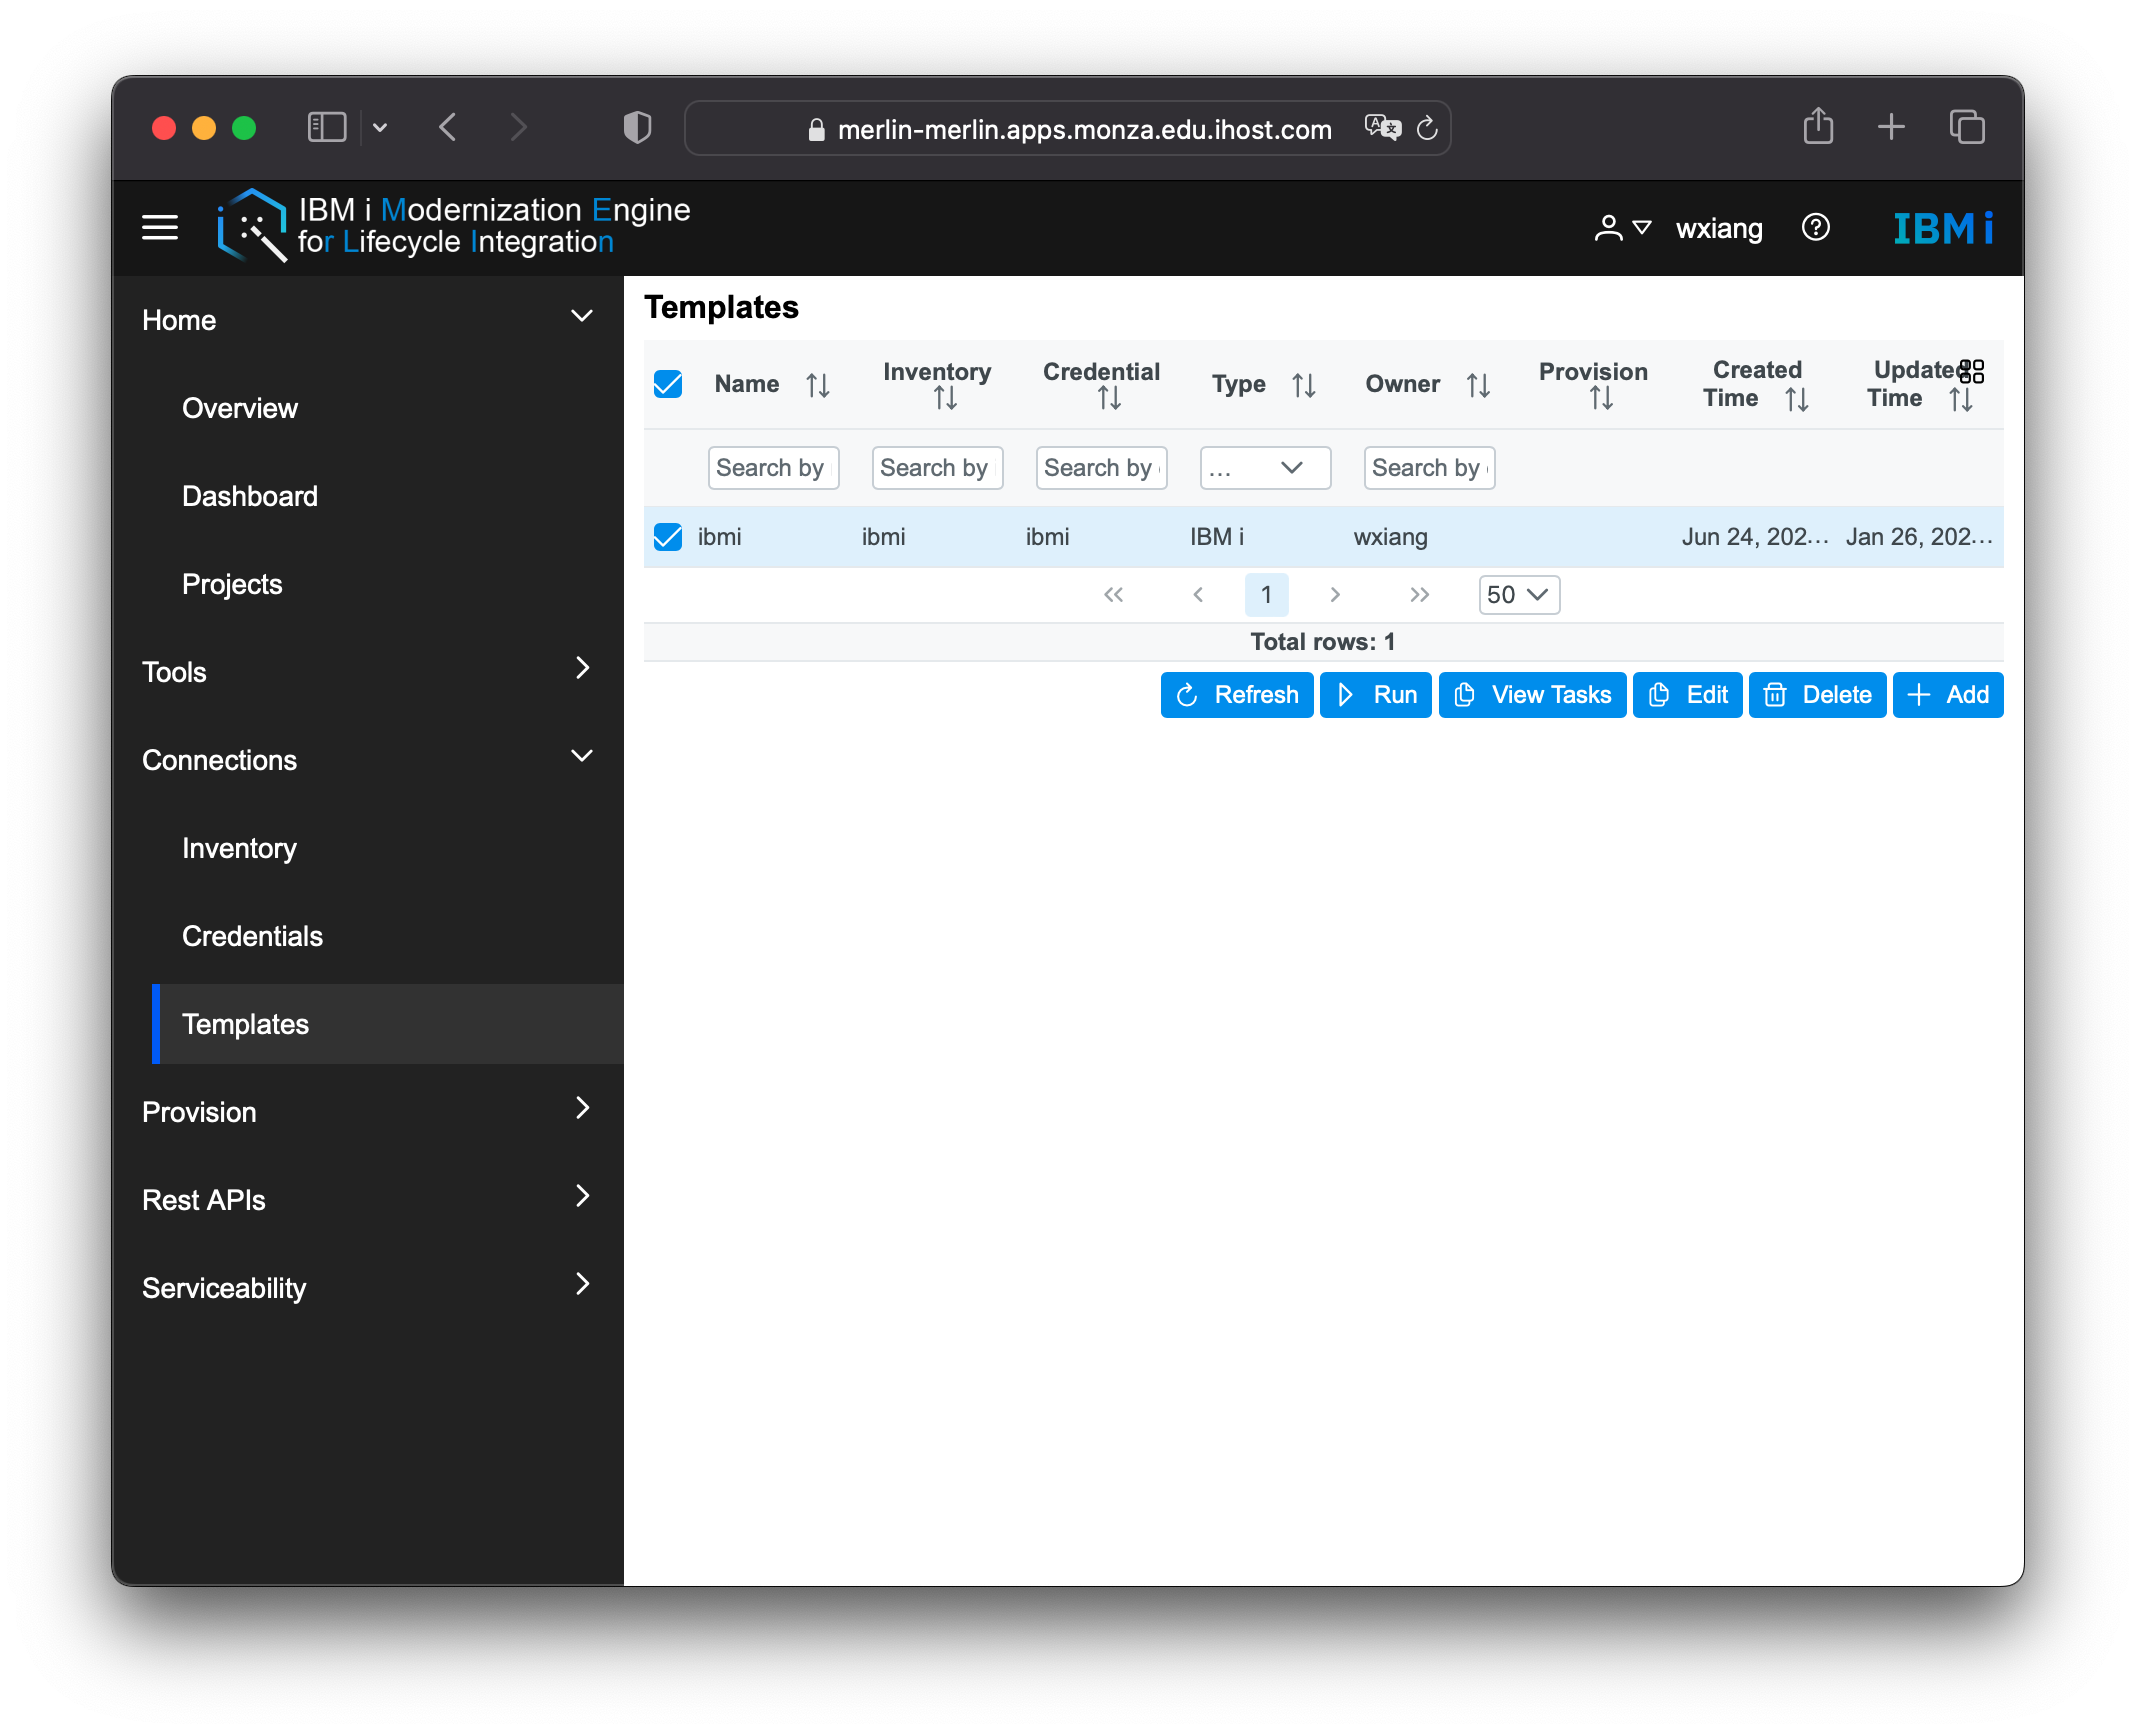 merlin-merlin.apps.monza.edu.ihost.com
IBM i Modernization Engine
for Lifecycle Integration
wxiang
IBM i
Home
Overview
Dashboard
Projects
Tools
Connections
Inventory
Credentials
Templates
Provision
Rest APIs
Serviceability
Templates
Name Inventory Credential Type Owner Provision Created Time Updated Time
Search by Search by Search by ... Search by
ibmi ibmi ibmi IBM i wxiang Jun 24, 202... Jan 26, 202...
<< < 1 > >> 50
Total rows: 1
Refresh Run View Tasks Edit Delete Add